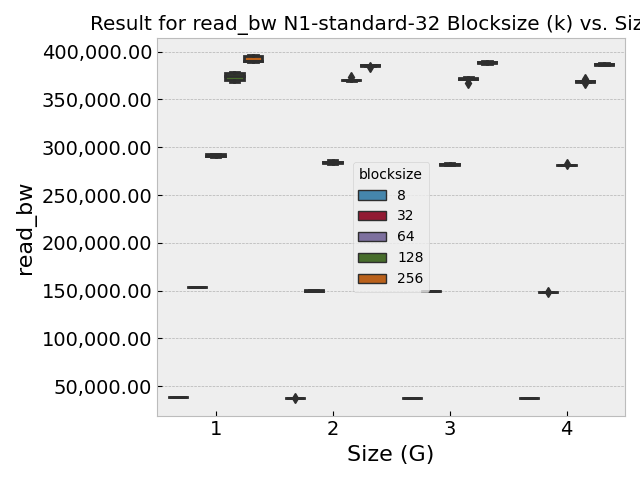 Result for read_bw N1-standard-32 Blocksize (k) vs. Siz
400,000.00
350,000.00
300,000.00
250,000.00
200,000.00
150,000.00
100,000.00
50,000.00
read_bw
blocksize
8
32
64
128
256
1 2 3 4
Size (G)